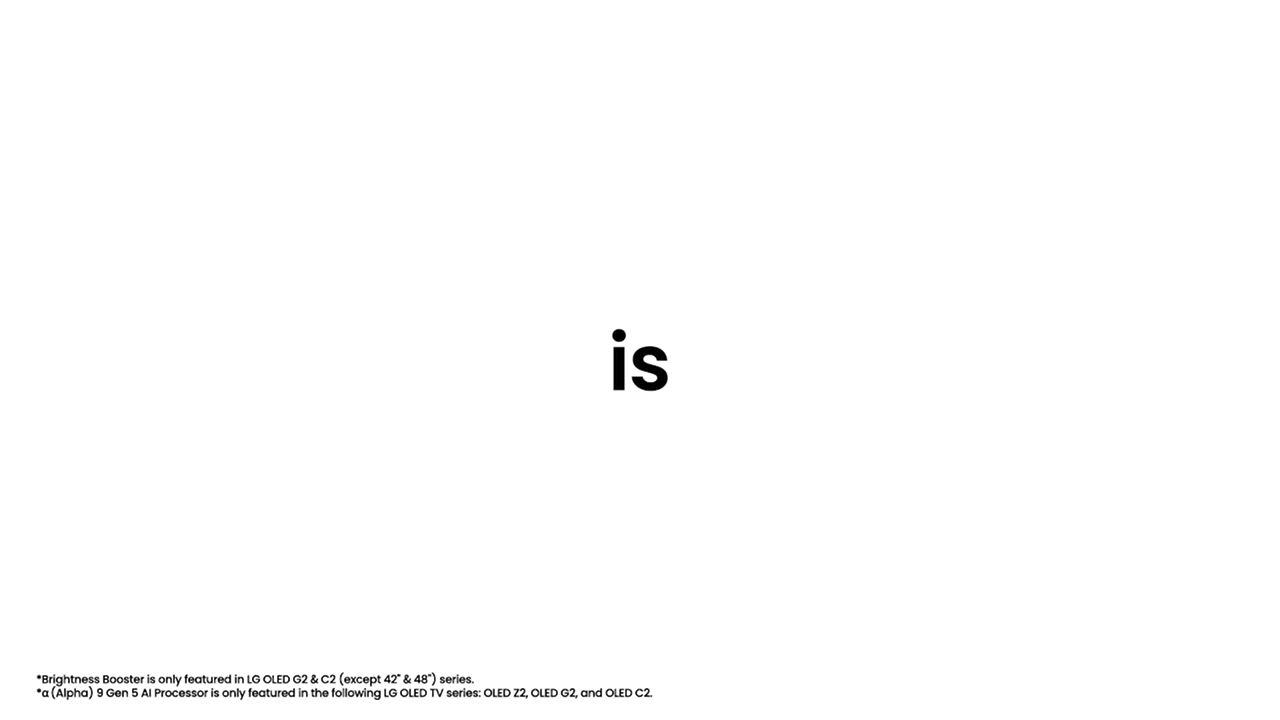 is
*Brightness Booster is only featured in LG OLED G2 & C2 (except 42" & 48") series.
*α (Alpha) 9 Gen 5 AI Processor is only featured in the following LG OLED TV series: OLED Z2, OLED G2, and OLED C2.